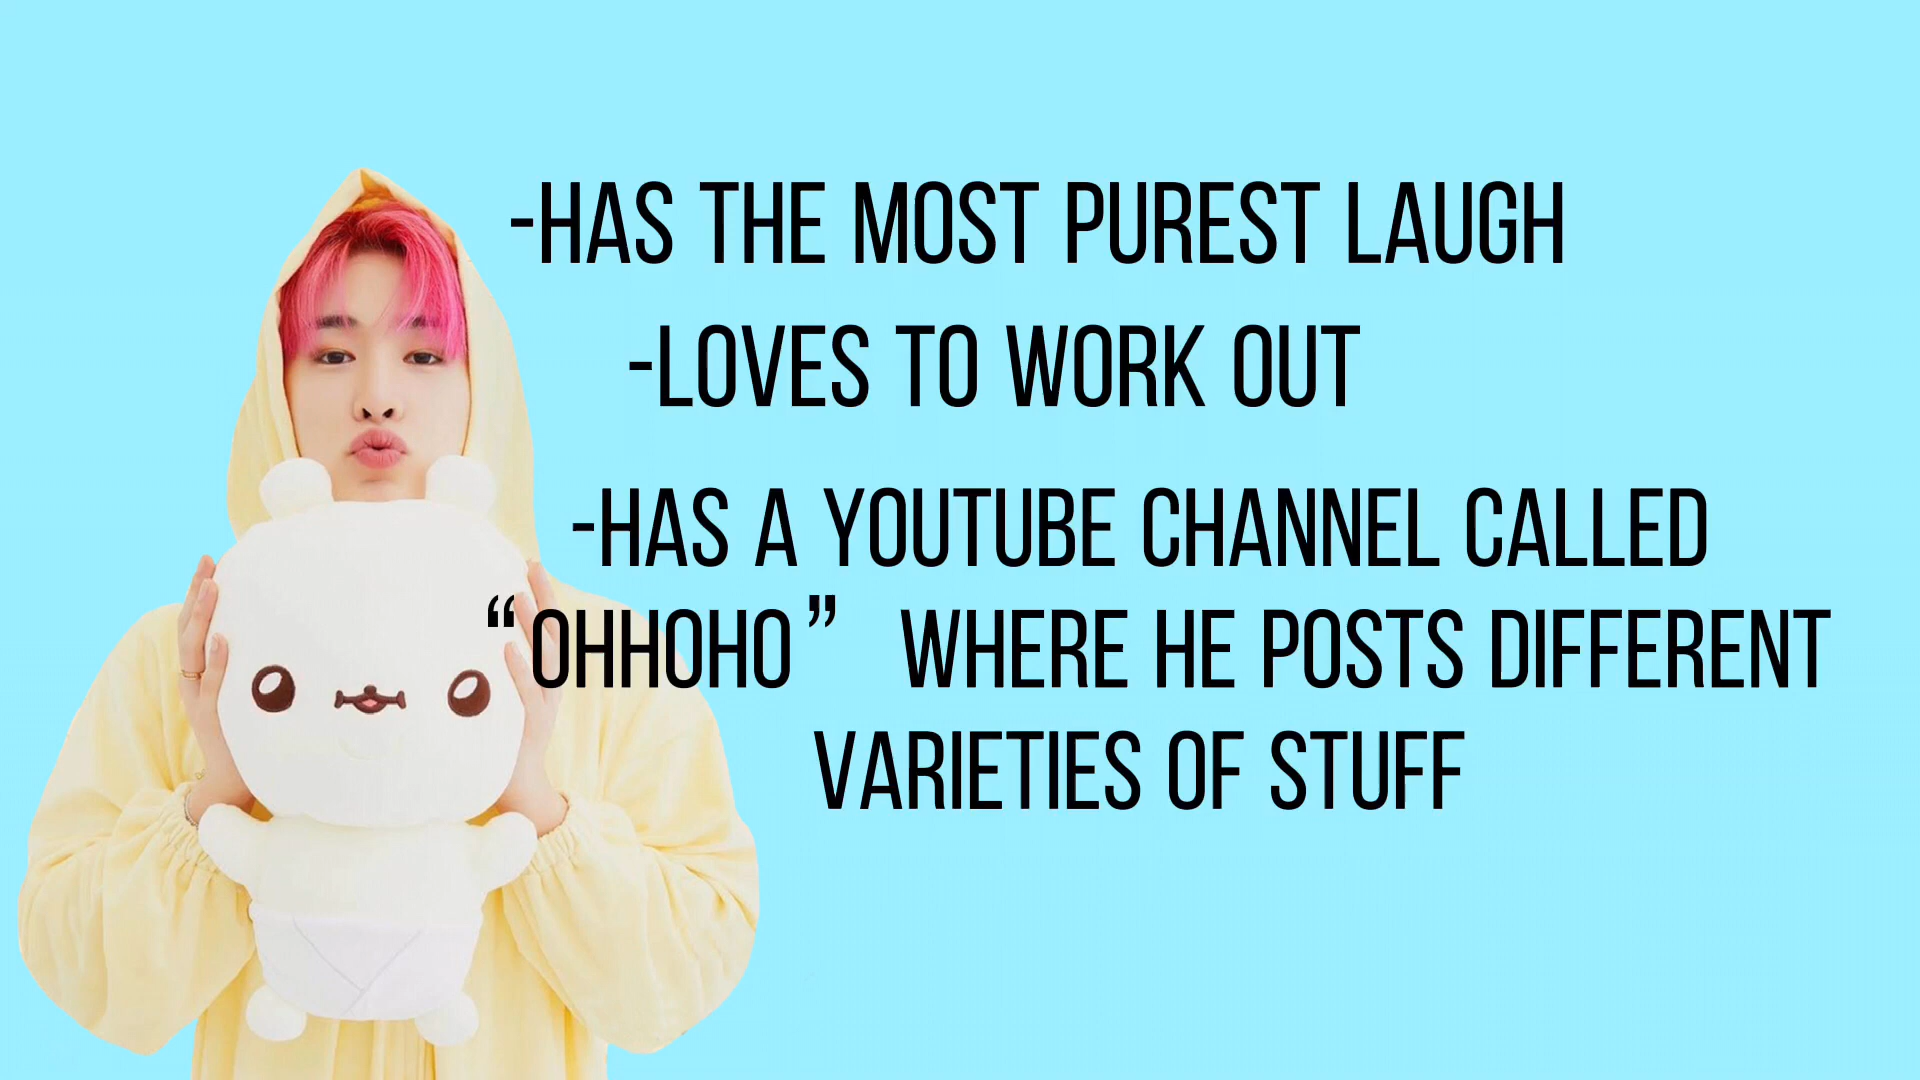 -HAS THE MOST PUREST LAUGH
-LOVES TO WORK OUT
-HAS A YOUTUBE CHANNEL CALLED
“OHHOHO” WHERE HE POSTS DIFFERENT
VARIETIES OF STUFF